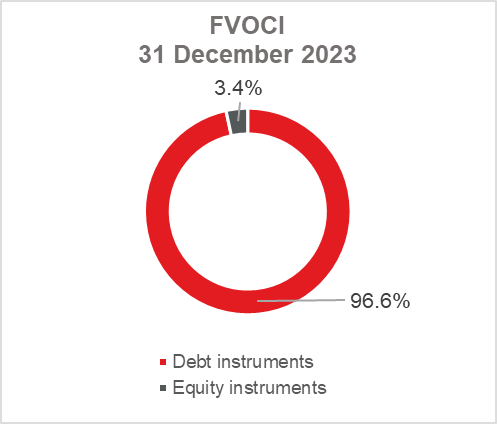 FVOCI
31 December 2023
3.4%
96.6%
Debt instruments
Equity instruments